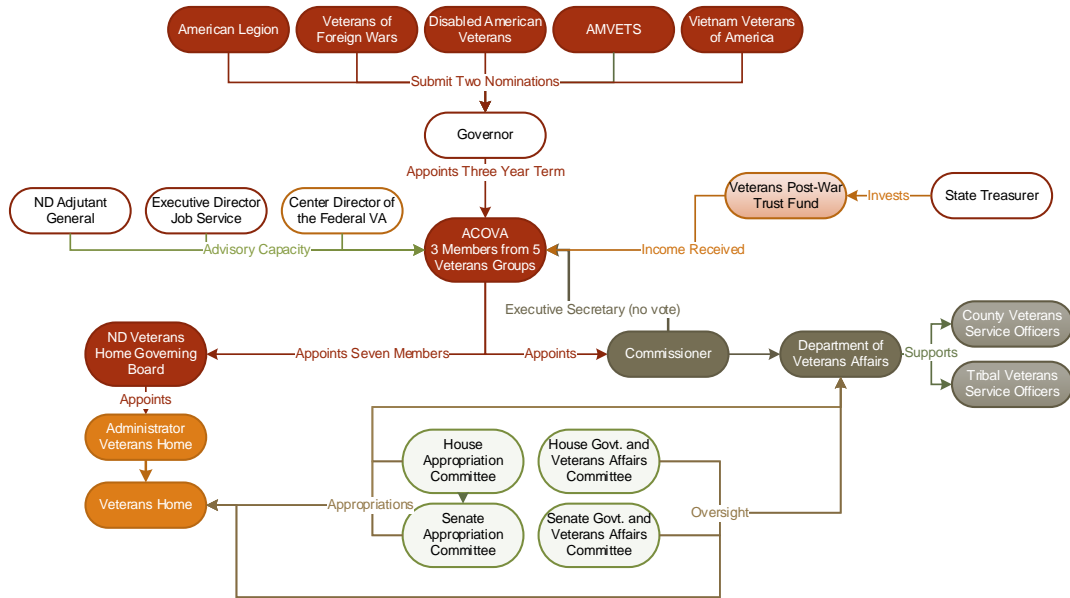 American Legion
Veterans of
Foreign Wars
Disabled American
Veterans
AMVETS
Vietnam Veterans
of America
Submit Two Nominations
Governor
Appoints Three Year Term
ND Adjutant
General
Executive Director
Job Service
Center Director of
the Federal VA
Veterans Post-War
Trust Fund
Invests
State Treasurer
Advisory Capacity
ACOVA
3 Members from 5
Veterans Groups
Income Received
Executive Secretary (no vote)
ND Veterans
Home Governing
Board
Appoints Seven Members
Appoints
Commissioner
Department of
Veterans Affairs
Supports
County Veterans
Service Officers
Tribal Veterans
Service Officers
Appoints
Administrator
Veterans Home
Veterans Home
House
Appropriation
Committee
House Govt. and
Veterans Affairs
Committee
Appropriations
Senate
Appropriation
Committee
Senate Govt. and
Veterans Affairs
Committee
Oversight